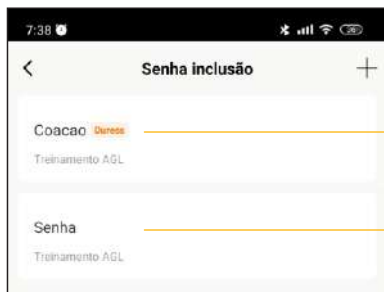 7:38
Senha inclusão
Coacao Duress
Treinamento AGL
Senha
Treinamento AGL